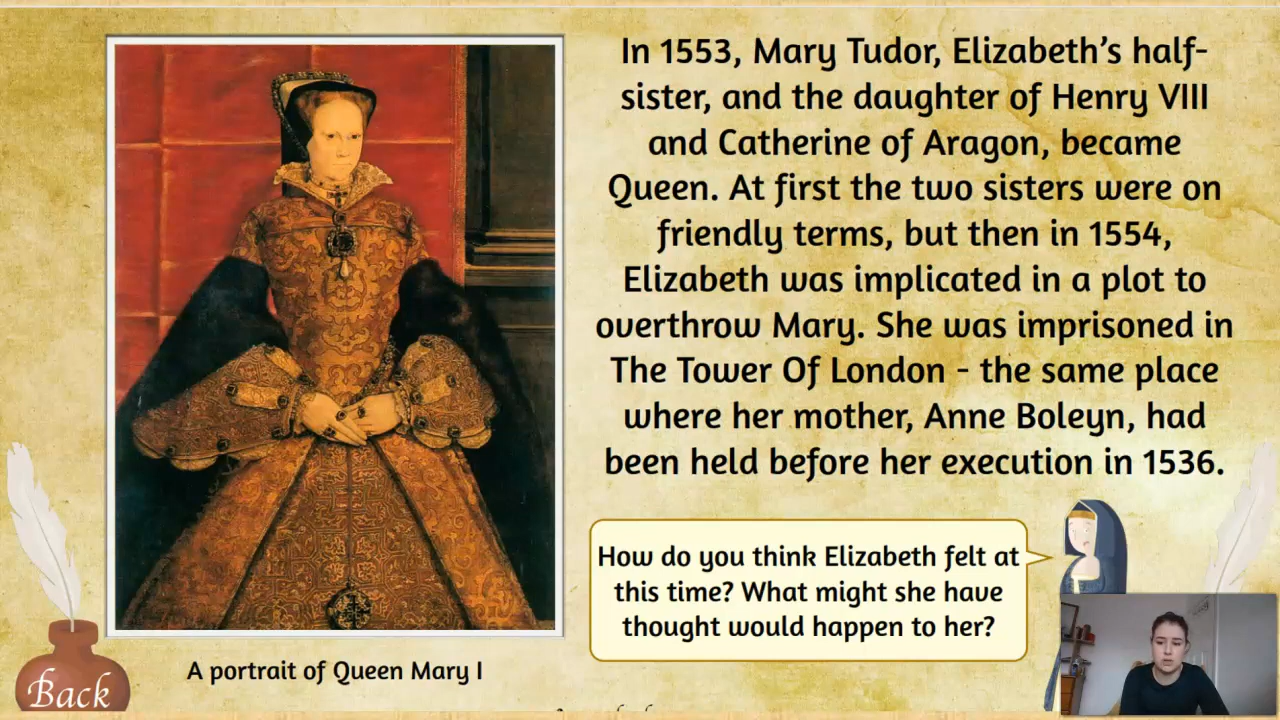 In 1553, Mary Tudor, Elizabeth's half-
sister, and the daughter of Henry VIII
and Catherine of Aragon, became
Queen. At first the two sisters were on
friendly terms, but then in 1554,
Elizabeth was implicated in a plot to
overthrow Mary. She was imprisoned in
The Tower Of London - the same place
where her mother, Anne Boleyn, had
been held before her execution in 1536.
How do you think Elizabeth felt at
this time? What might she have
thought would happen to her?
A portrait of Queen Mary I
Back